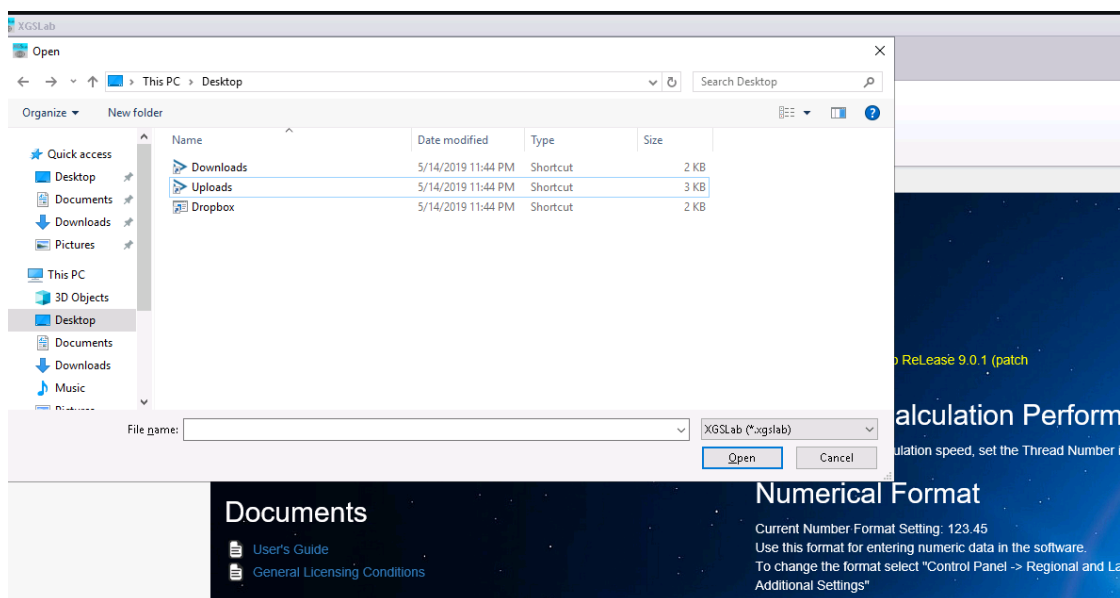 XGSLab
Open
This PC > Desktop
Search Desktop
Organize
New folder
Name
Date modified
Type
Size
Quick access
Desktop
Documents
Downloads
Pictures
This PC
3D Objects
Desktop
Documents
Downloads
Music
Downloads 5/14/2019 11:44 PM Shortcut 2 KB
Uploads 5/14/2019 11:44 PM Shortcut 3 KB
Dropbox 5/14/2019 11:44 PM Shortcut 2 KB
File name:
XGSLab (*.xgslab)
Open
Cancel
ReLease 9.0.1 (patch
alculation Perform
ulation speed, set the Thread Number
Documents
User's Guide
General Licensing Conditions
Numerical Format
Current Number Format Setting: 123.45
Use this format for entering numeric data in the software.
To change the format select "Control Panel -> Regional and La
Additional Settings"